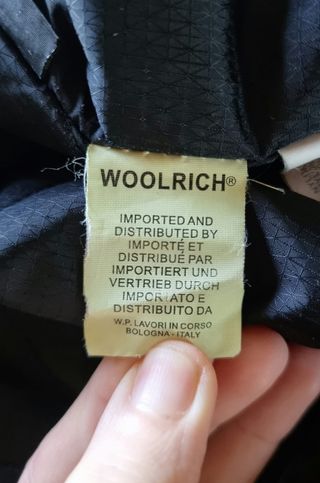 WOOLRICH®
IMPORTED AND
DISTRIBUTED BY
IMPORTÉ ET
DISTRIBUÉ PAR
IMPORTIERT UND
VERTRIEB DURCH
IMPORTATO E
DISTRIBUITO DA
W.P. LAVORI IN CORSO
BOLOGNA - ITALY